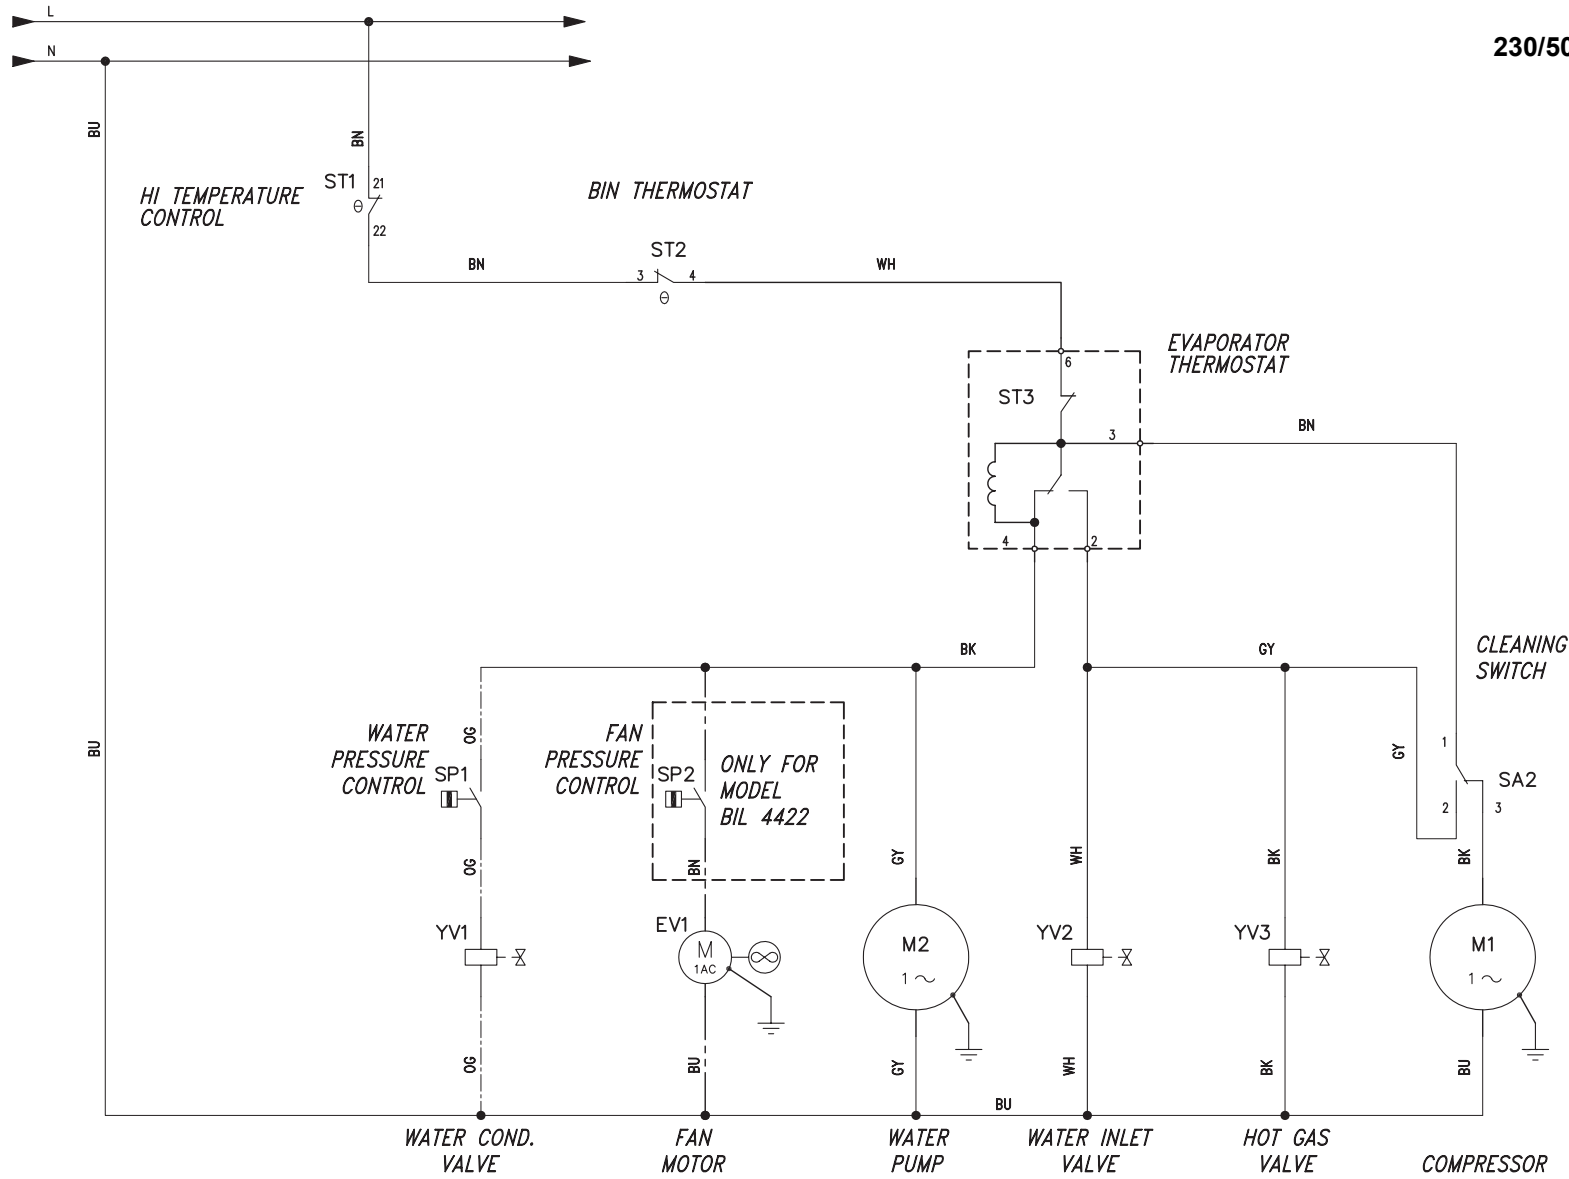 L
N
230/50
BU
BN
HI TEMPERATURE
CONTROL
ST1
21
22
BIN THERMOSTAT
BN
ST2
3
4
WH
EVAPORATOR
THERMOSTAT
6
ST3
3
BN
4
2
BK
GY
CLEANING
SWITCH
BU
OG
WATER
PRESSURE
CONTROL
SP1
FAN
PRESSURE
CONTROL
SP2
ONLY FOR
MODEL
BIL 4422
GY
1
SA2
2
3
OG
BN
GY
WH
BK
BK
YV1
EV1
M
1AC
M2
1
YV2
YV3
M1
1
OG
BU
GY
WH
BK
BU
BU
WATER COND.
VALVE
FAN
MOTOR
WATER
PUMP
WATER INLET
VALVE
HOT GAS
VALVE
COMPRESSOR